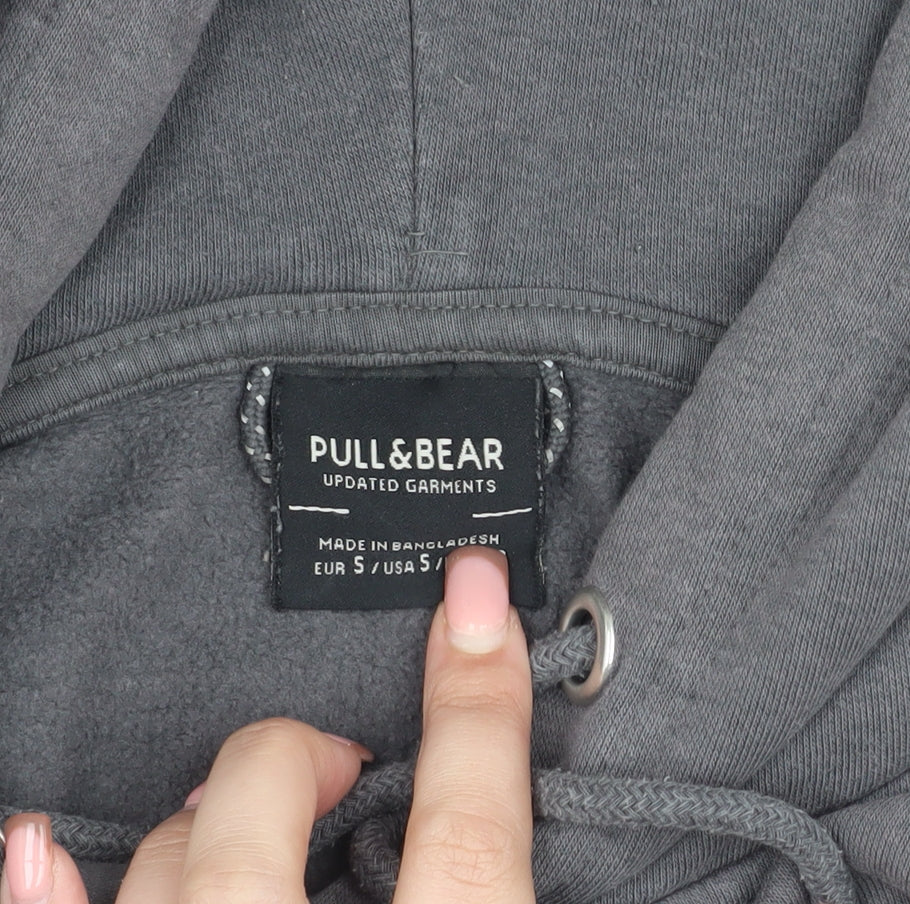 PULL&BEAR
UPDATED GARMENTS
MADE IN BANGLADESH
EUR S / USA S /